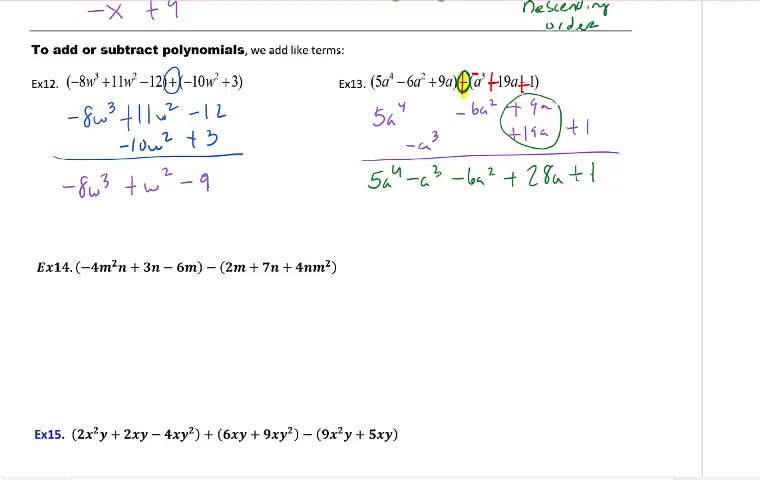 -x + 9
Descending order
To add or subtract polynomials, we add like terms:
Ex12. (-8w³ +11w² -12)+(-10w² +3)
Ex13. (5a⁴ -6a² +9a)+(a³ +19a+1)
-8w³ +11w² -12
5a⁴ -6a² +9a
-10w² +3
-a³ +19a +1
-8w³ + w² - 9
5a⁴ -a³ -6a² + 28a + 1
Ex14. (-4m²n + 3n - 6m) - (2m + 7n + 4nm²)
Ex15. (2x²y + 2xy - 4xy²) + (6xy + 9xy²) - (9x²y + 5xy)